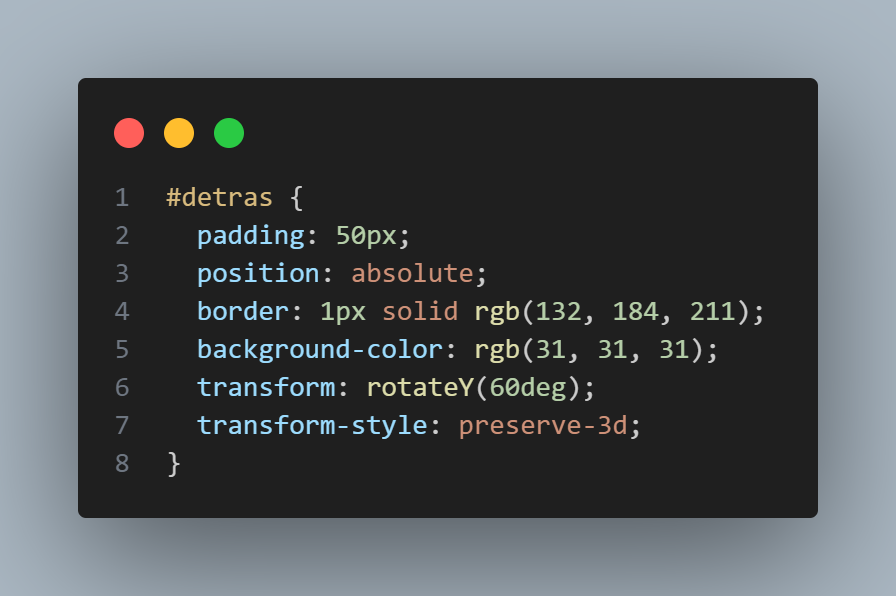 1 #detras {
2   padding: 50px;
3   position: absolute;
4   border: 1px solid rgb(132, 184, 211);
5   background-color: rgb(31, 31, 31);
6   transform: rotateY(60deg);
7   transform-style: preserve-3d;
8 }